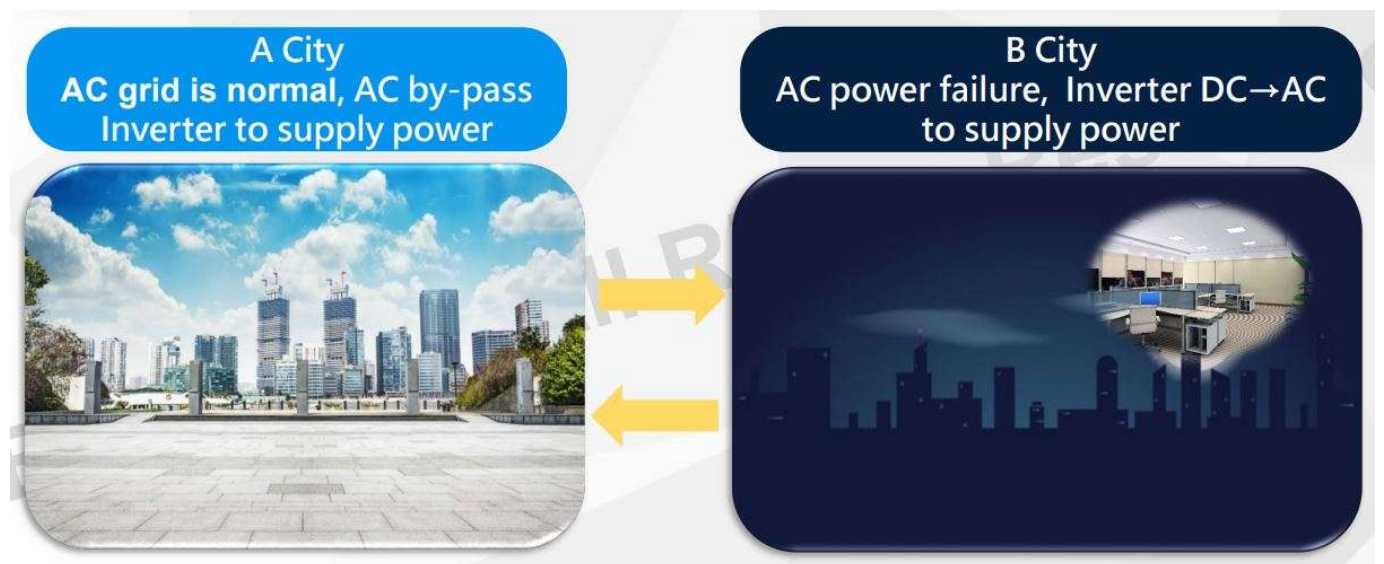 A City
AC grid is normal, AC by-pass
Inverter to supply power
B City
AC power failure, Inverter DC→AC
to supply power